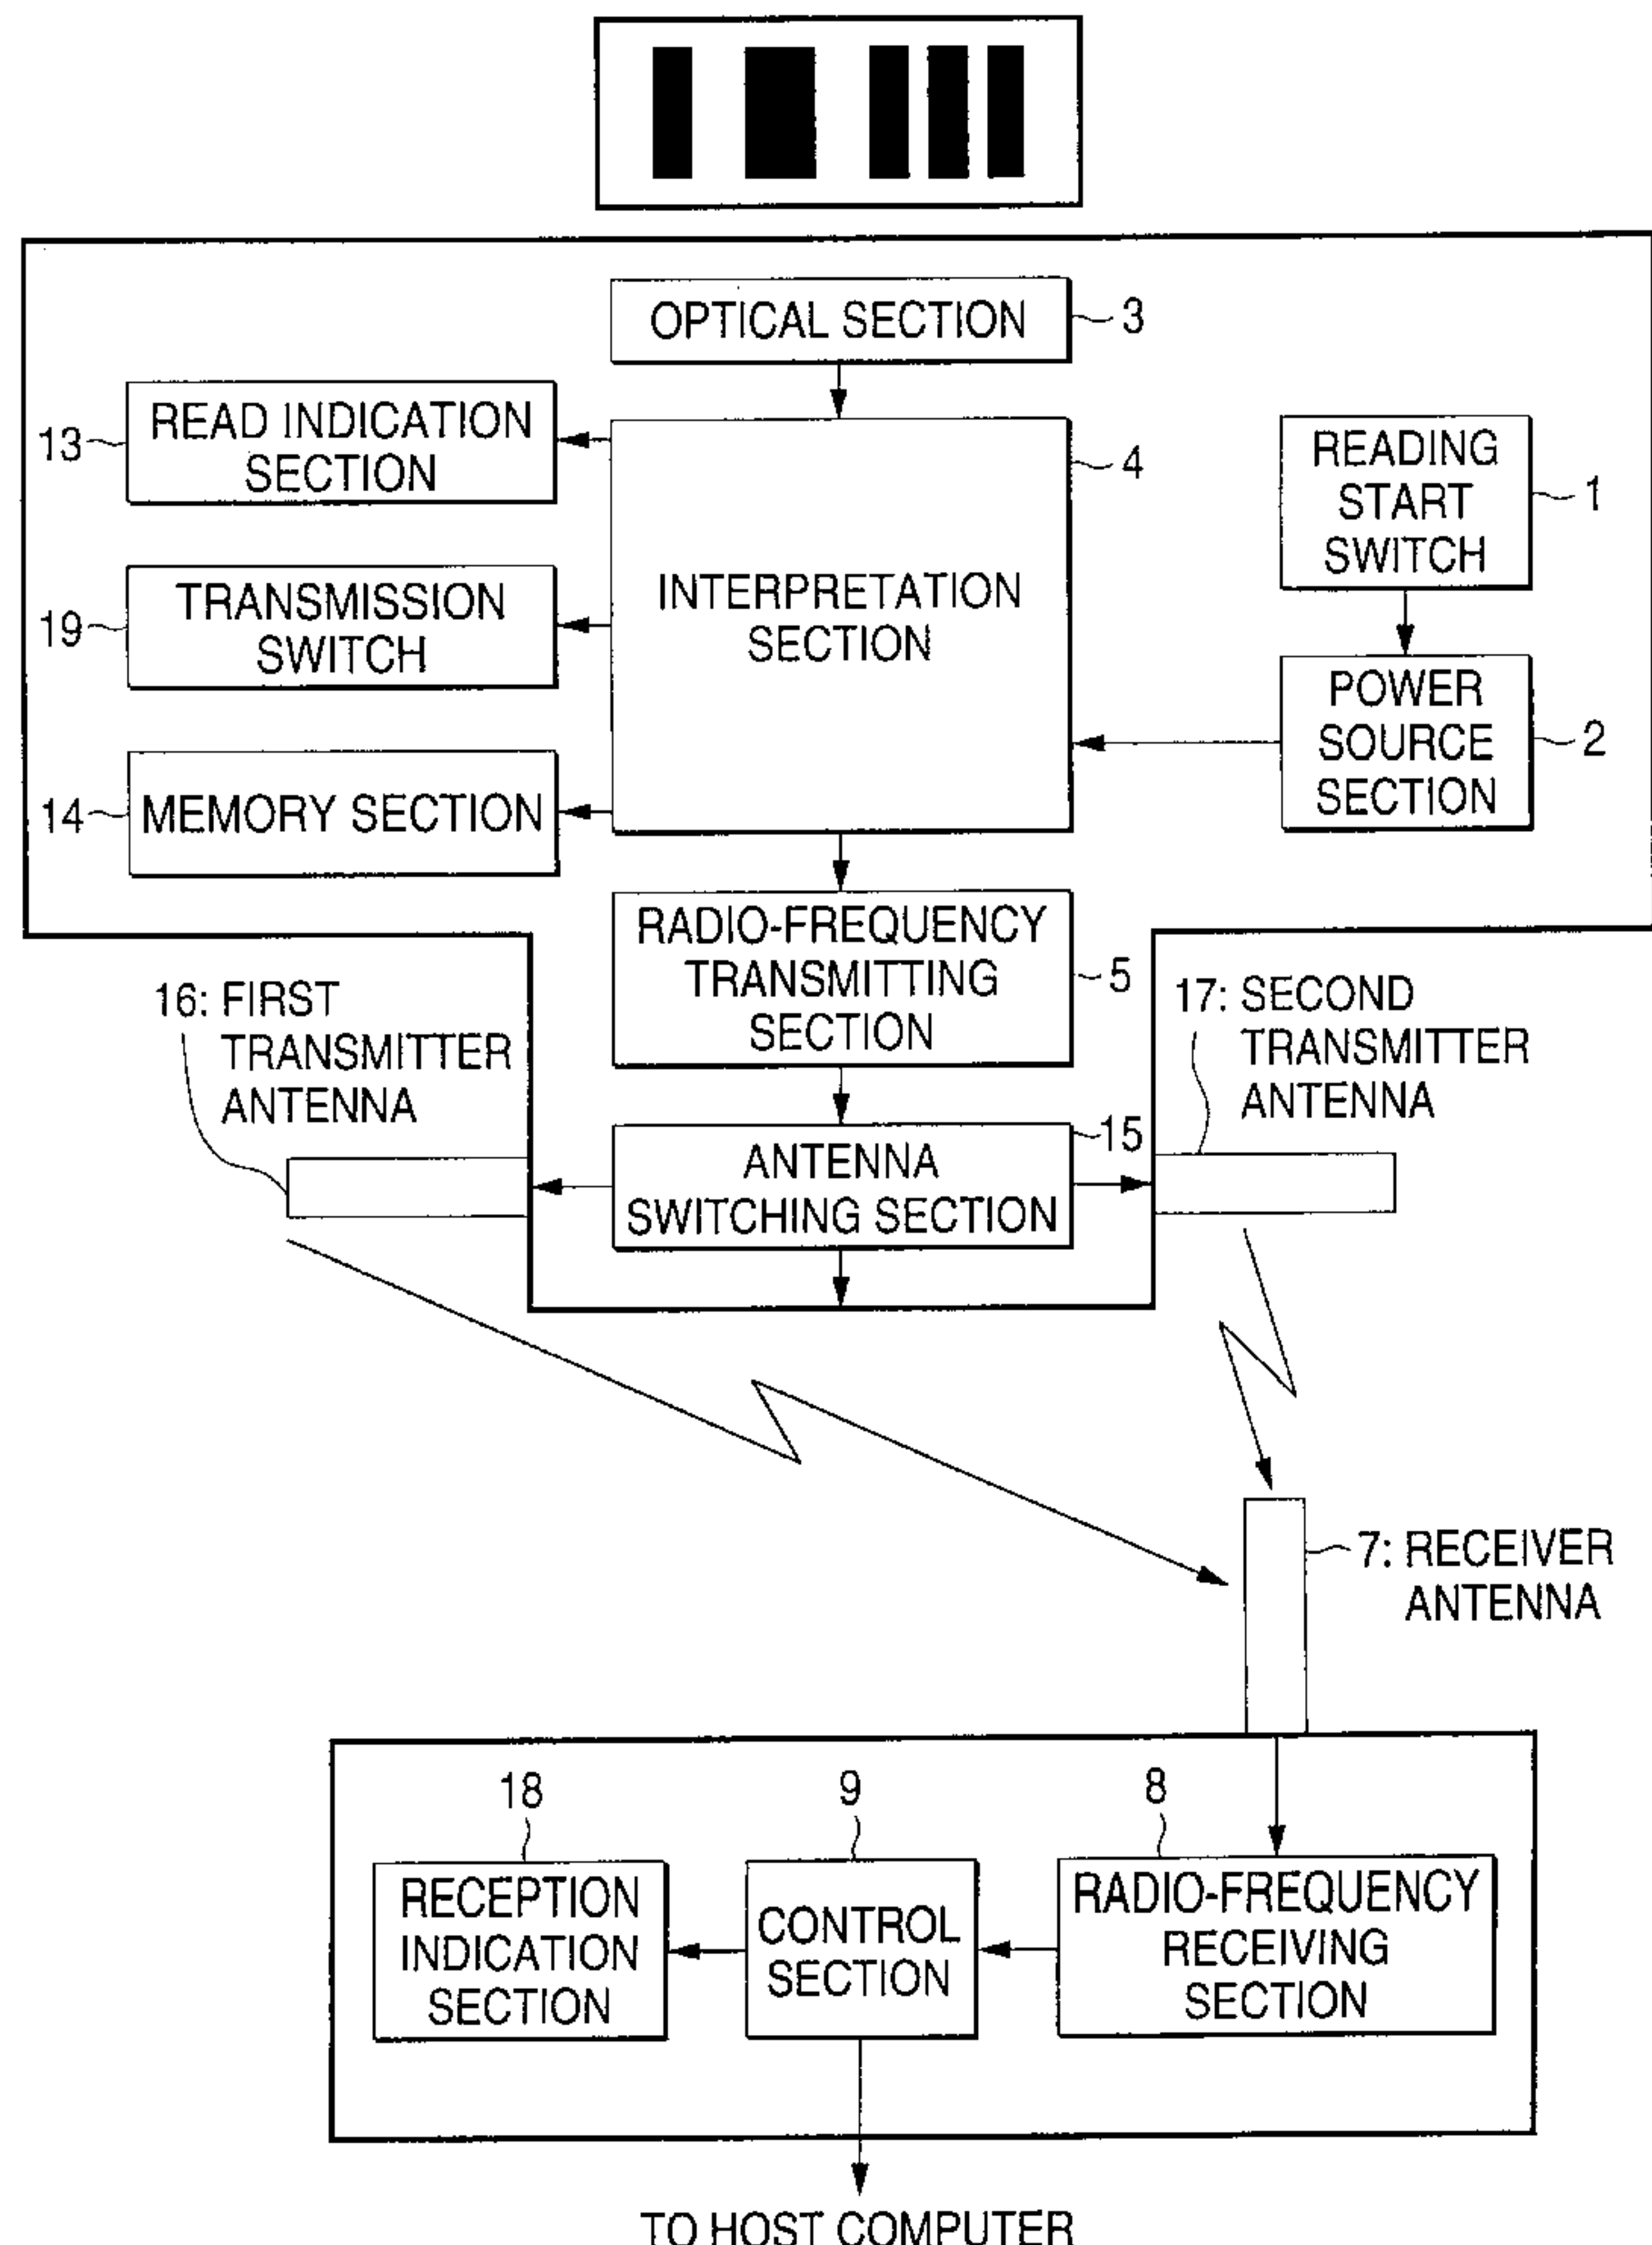 OPTICAL SECTION
3
READ INDICATION
SECTION
13
4
READING
START
SWITCH
1
INTERPRETATION
SECTION
TRANSMISSION
SWITCH
19
POWER
SOURCE
SECTION
2
MEMORY SECTION
14
RADIO-FREQUENCY
TRANSMITTING
SECTION
5
16: FIRST
TRANSMITTER
ANTENNA
17: SECOND
TRANSMITTER
ANTENNA
15
ANTENNA
SWITCHING SECTION
7: RECEIVER
ANTENNA
18
9
8
RECEPTION
INDICATION
SECTION
CONTROL
SECTION
RADIO-FREQUENCY
RECEIVING
SECTION
TO HOST COMPUTER